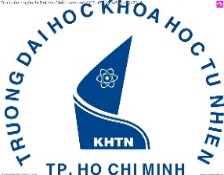 TRUONG DAI HOC KHOA HOC TU NHIEN
KHTN
TP. HO CHI MINH